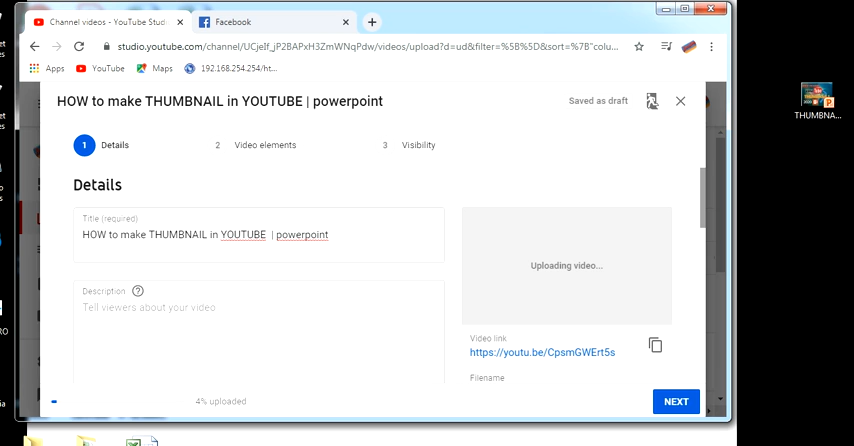 Channel videos - YouTube Stud
Facebook
studio.youtube.com/channel/UCjeIf_jP2BAPxH3ZmWNqPdw/videos/upload?d=ud&filter=%5B%5D&sort=%7B"colu...
Apps
YouTube
Maps
192.168.254.254/ht...
HOW to make THUMBNAIL in YOUTUBE | powerpoint
Saved as draft
1 Details
2 Video elements
3 Visibility
Details
Title (required)
HOW to make THUMBNAIL in YOUTUBE | powerpoint
Uploading video...
Description
Tell viewers about your video
Video link
https://youtu.be/CpsmGWErt5s
Filename
4% uploaded
NEXT
THUMBNA...